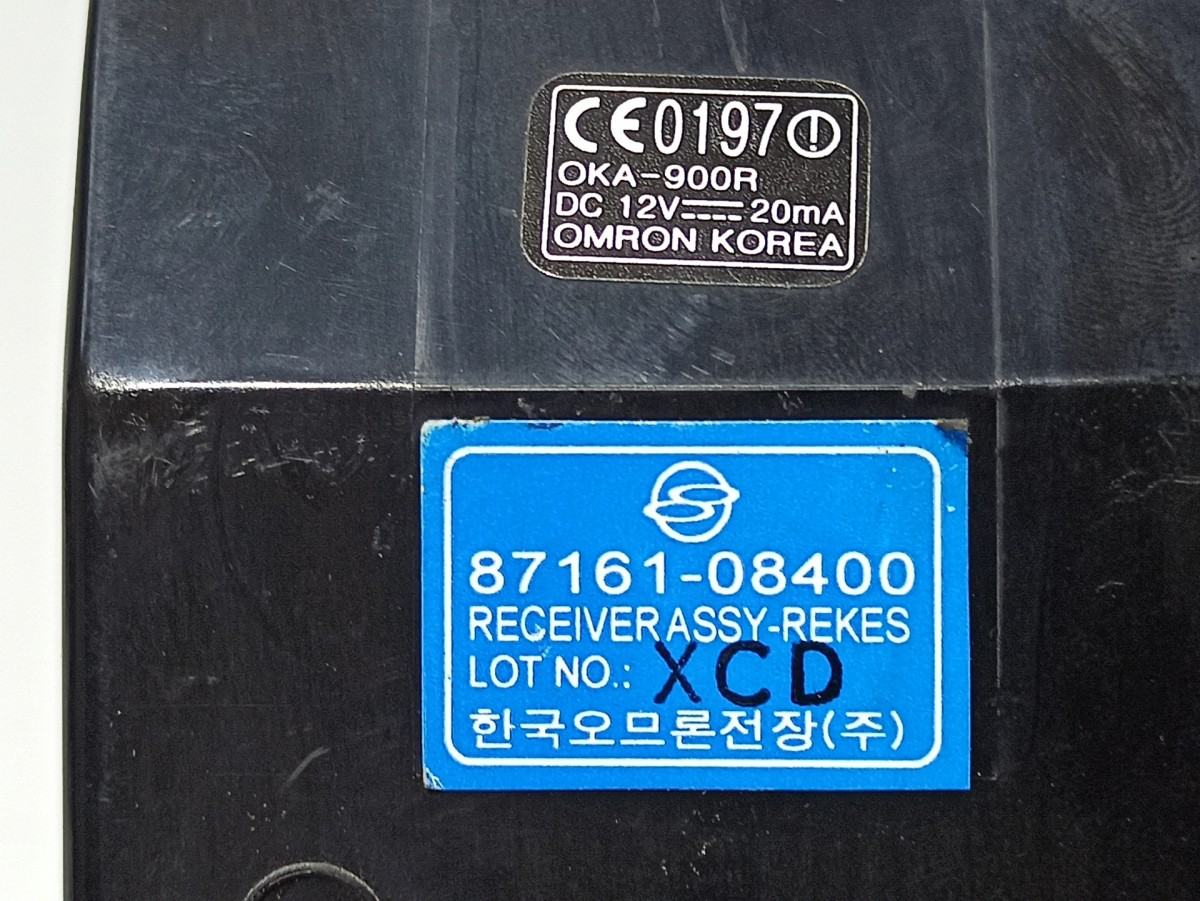 CE0197
OKA-900R
DC 12V⎓20mA
OMRON KOREA
87161-08400
RECEIVER ASSY-REKES
LOT NO.: XCD
한국오므론전장(주)